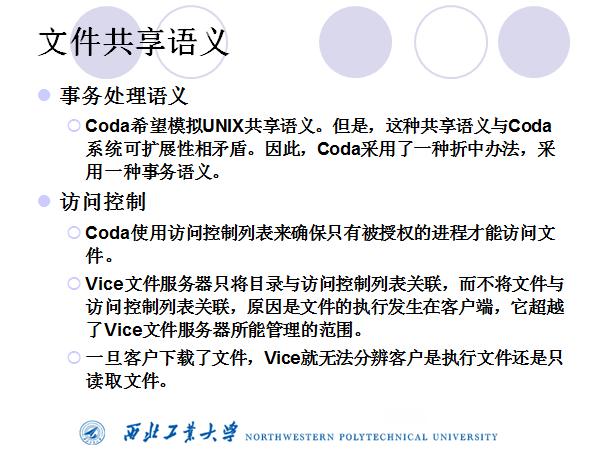 文件共享语义
事务处理语义
Coda希望模拟UNIX共享语义。但是，这种共享语义与Coda
系统可扩展性相矛盾。因此，Coda采用了一种折中办法，采
用一种事务语义。
访问控制
Coda使用访问控制列表来确保只有被授权的进程才能访问文
件。
Vice文件服务器只将目录与访问控制列表关联，而不将文件与
访问控制列表关联，原因是文件的执行发生在客户端，它超越
了Vice文件服务器所能管理的范围。
一旦客户下载了文件，Vice就无法分辨客户是执行文件还是只
读取文件。
西北工业大学 NORTHWESTERN POLYTECHNICAL UNIVERSITY